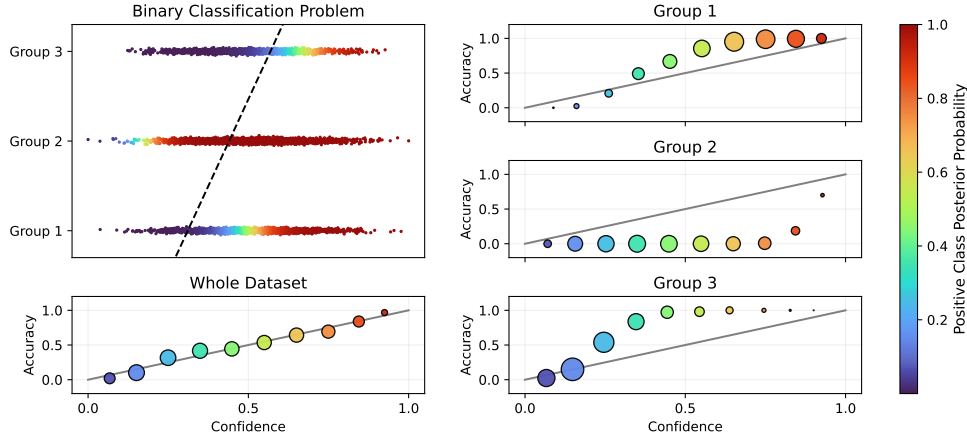 Binary Classification Problem
Group 3
Group 2
Group 1
Whole Dataset
Accuracy
1.0
0.5
0.0
0.0
0.5
1.0
Confidence
Group 1
Accuracy
1.0
0.5
0.0
Group 2
Accuracy
1.0
0.5
0.0
Group 3
Accuracy
1.0
0.5
0.0
0.0
0.5
1.0
Confidence
1.0
0.8
0.6
0.4
0.2
Positive Class Posterior Probability